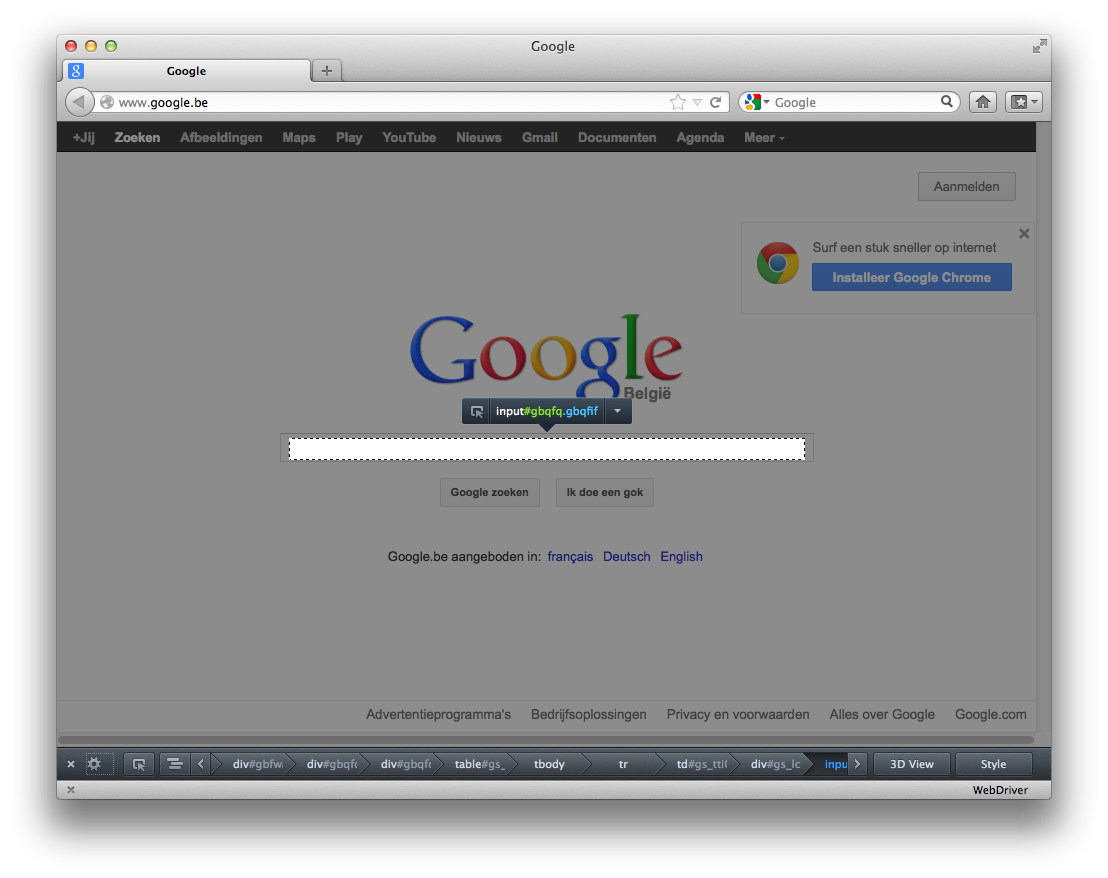 Google
Google
www.google.be
Google
+Jij Zoeken Afbeeldingen Maps Play YouTube Nieuws Gmail Documenten Agenda Meer
Aanmelden
Surf een stuk sneller op internet
Installeer Google Chrome
Google
België
input#gbqfq.gbqfif
Google zoeken Ik doe een gok
Google.be aangeboden in: français Deutsch English
Advertentieprogramma's Bedrijfsoplossingen Privacy en voorwaarden Alles over Google Google.com
div#gbfw div#gbqf div#gbqf table#gs_ tbody tr td#gs_tti div#gs_lc inpu 3D View Style
WebDriver